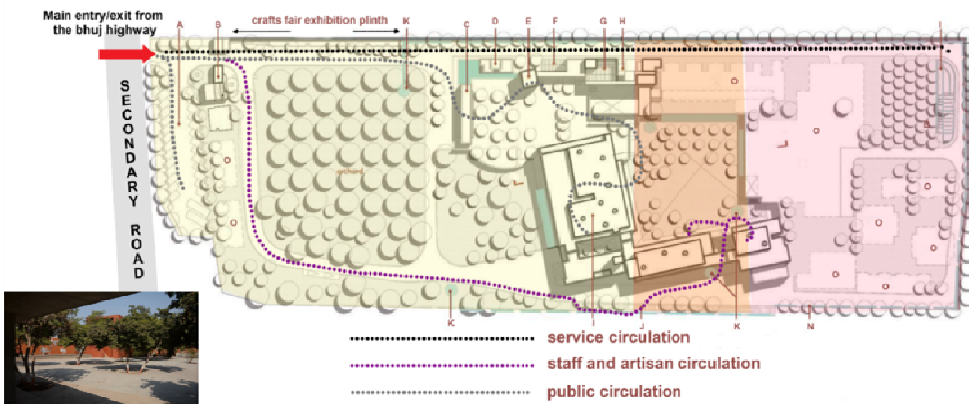 Main entry/exit from
the bhuj highway
crafts fair exhibition plinth
A
B
K
C
D
E
F
G
H
I
SECONDARY ROAD
orchard
L
L
K
I
J
K
N
service circulation
staff and artisan circulation
public circulation